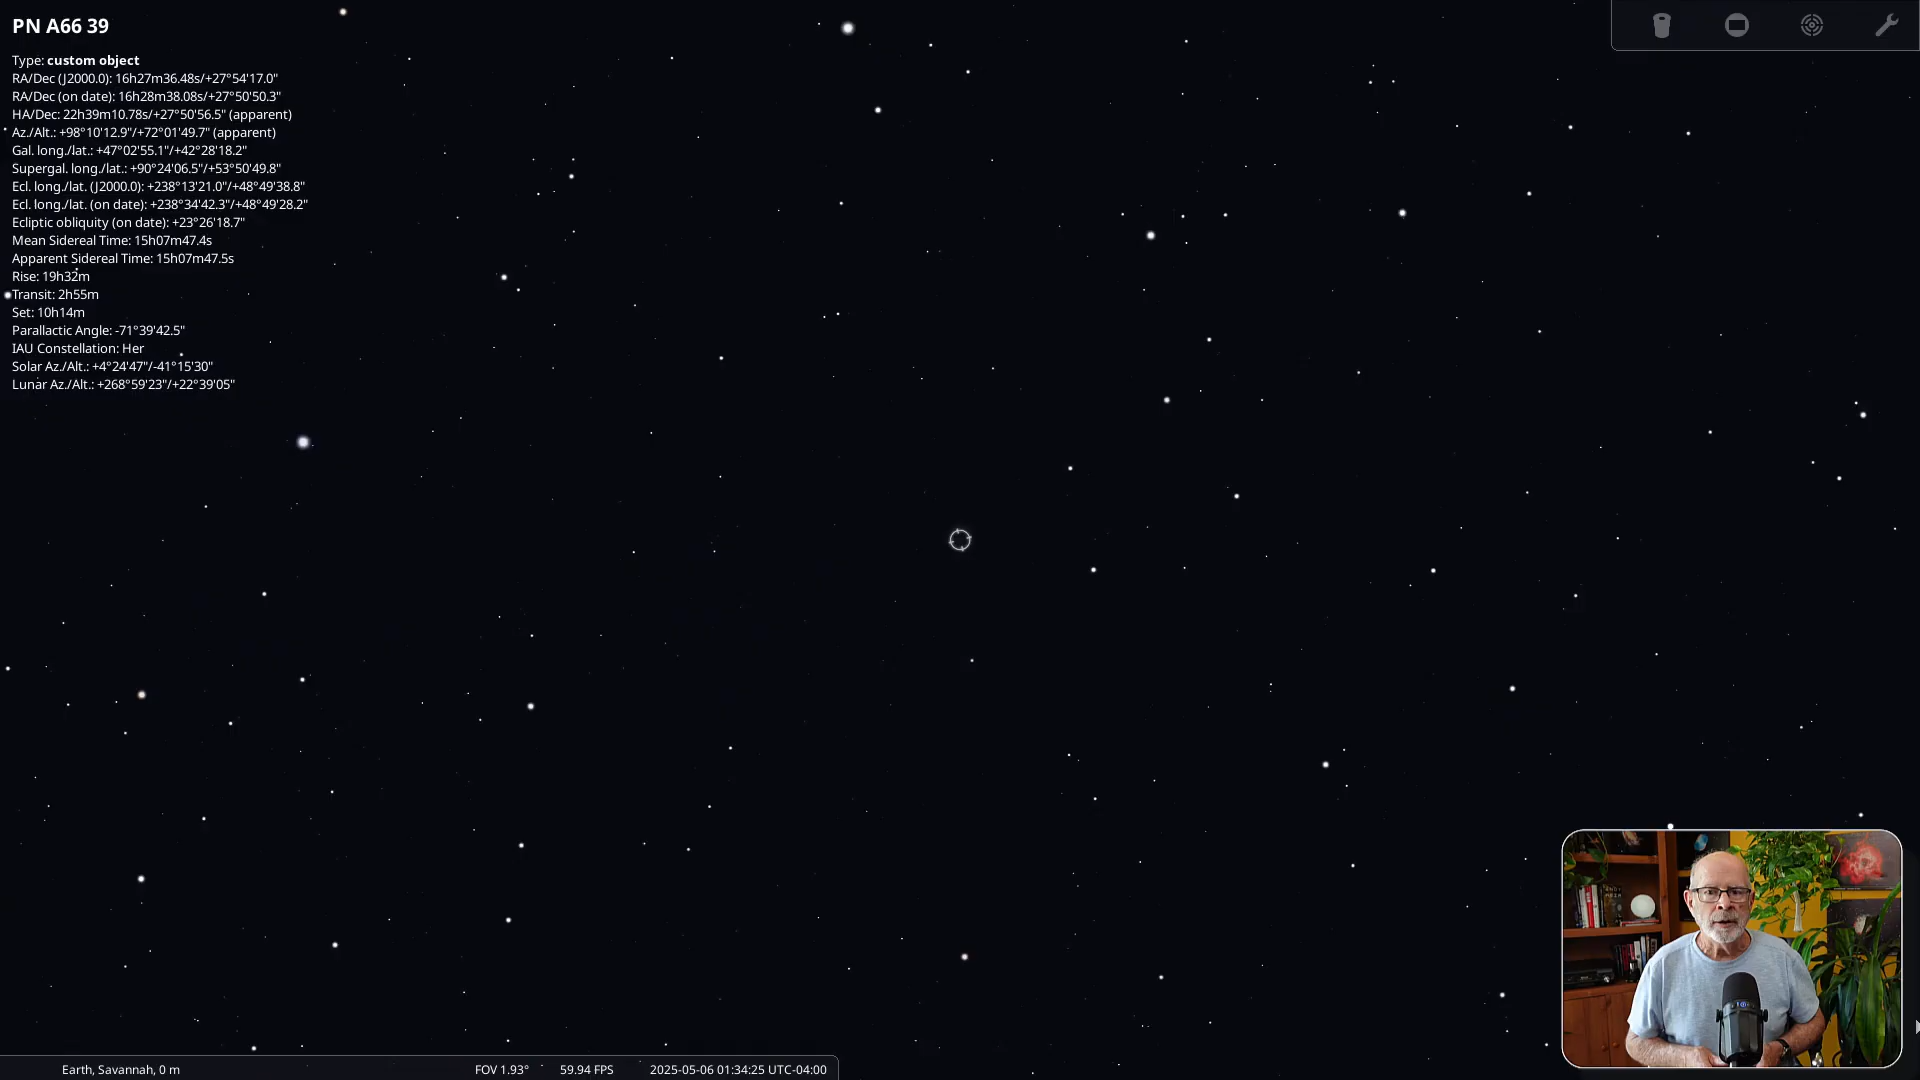 PN A66 39
Type: custom object
RA/Dec (J2000.0): 16h27m36.48s/+27°54'17.0"
RA/Dec (on date): 16h28m38.08s/+27°50'50.3"
HA/Dec: 22h39m10.78s/+27°50'56.5" (apparent)
Az./Alt.: +98°10'12.9"/+72°01'49.7" (apparent)
Gal. long./lat.: +47°02'55.1"/+42°28'18.2"
Supergal. long./lat.: +90°24'06.5"/+53°50'49.8"
Ecl. long./lat. (J2000.0): +238°13'21.0"/+48°49'38.8"
Ecl. long./lat. (on date): +238°34'42.3"/+48°49'28.2"
Ecliptic obliquity (on date): +23°26'18.7"
Mean Sidereal Time: 15h07m47.4s
Apparent Sidereal Time: 15h07m47.5s
Rise: 19h32m
Transit: 2h55m
Set: 10h14m
Parallactic Angle: -71°39'42.5"
IAU Constellation: Her
Solar Az./Alt.: +4°24'47"/-41°15'30"
Lunar Az./Alt.: +268°59'23"/+22°39'05"
Earth, Savannah, 0 m
FOV 1.93°
59.94 FPS
2025-05-06 01:34:25 UTC-04:00